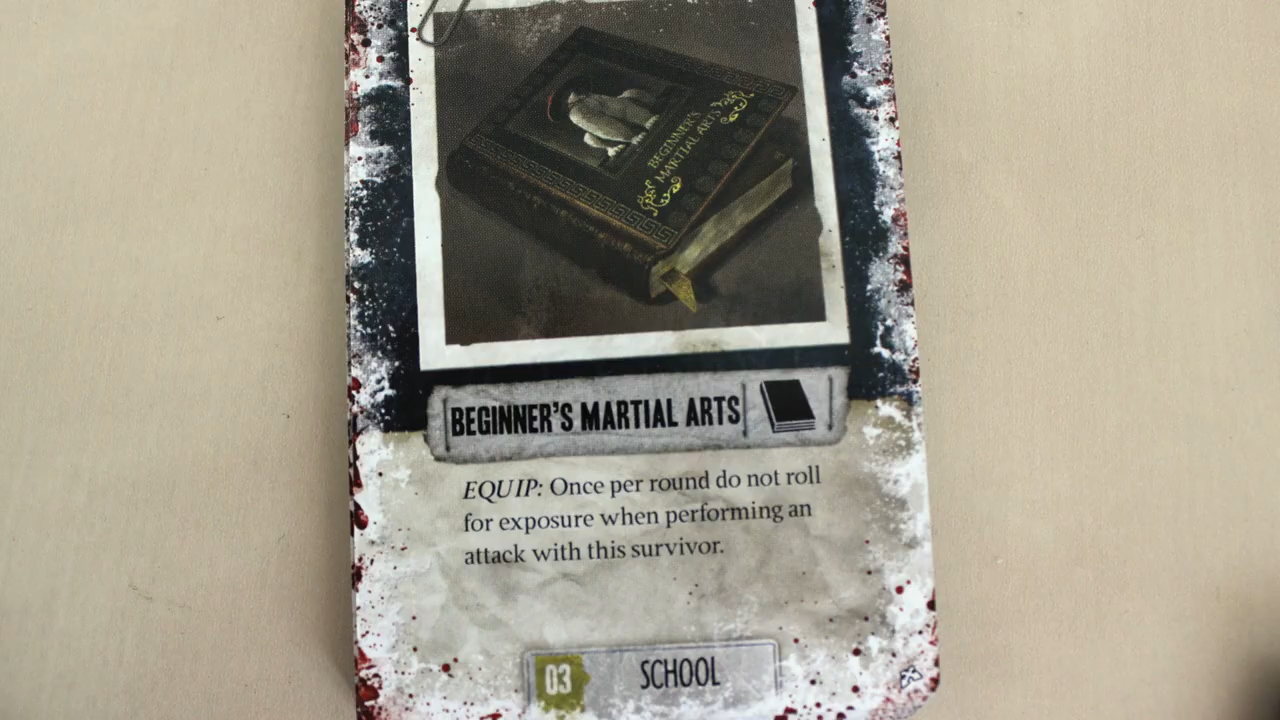 BEGINNER'S
MARTIAL ARTS
BEGINNER'S MARTIAL ARTS
EQUIP: Once per round do not roll
for exposure when performing an
attack with this survivor.
03 SCHOOL